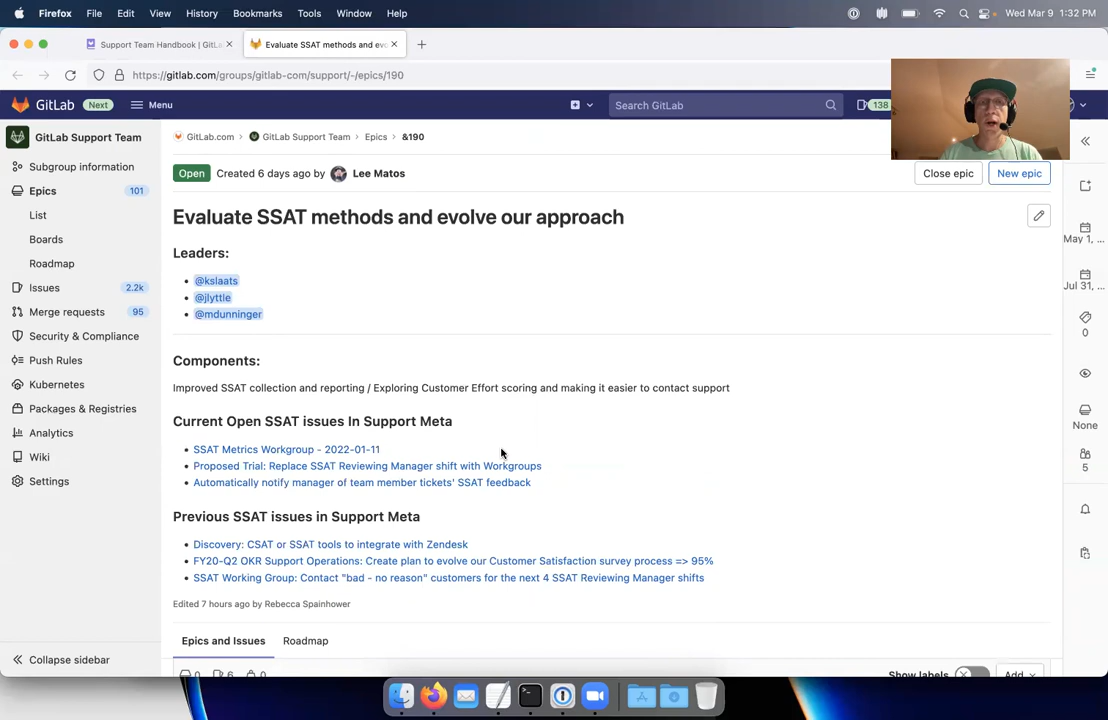 Firefox File Edit View History Bookmarks Tools Window Help Wed Mar 9 1:32 PM
Support Team Handbook | GitLa
Evaluate SSAT methods and evo
https://gitlab.com/groups/gitlab-com/support/-/epics/190
GitLab Next Menu Search GitLab 138
GitLab Support Team
Subgroup information
Epics 101
List
Boards
Roadmap
Issues 2.2k
Merge requests 95
Security & Compliance
Push Rules
Kubernetes
Packages & Registries
Analytics
Wiki
Settings
Collapse sidebar
GitLab.com > GitLab Support Team > Epics > &190
Open Created 6 days ago by Lee Matos
Close epic New epic
Evaluate SSAT methods and evolve our approach
Leaders:
@kslaats
@jlyttle
@mdunninger
Components:
Improved SSAT collection and reporting / Exploring Customer Effort scoring and making it easier to contact support
Current Open SSAT issues In Support Meta
SSAT Metrics Workgroup - 2022-01-11
Proposed Trial: Replace SSAT Reviewing Manager shift with Workgroups
Automatically notify manager of team member tickets' SSAT feedback
Previous SSAT issues in Support Meta
Discovery: CSAT or SSAT tools to integrate with Zendesk
FY20-Q2 OKR Support Operations: Create plan to evolve our Customer Satisfaction survey process => 95%
SSAT Working Group: Contact "bad - no reason" customers for the next 4 SSAT Reviewing Manager shifts
Edited 7 hours ago by Rebecca Spainhower
Epics and Issues Roadmap
0 6 0 Show labels Add
May 1, ...
Jul 31, ...
0
None
5